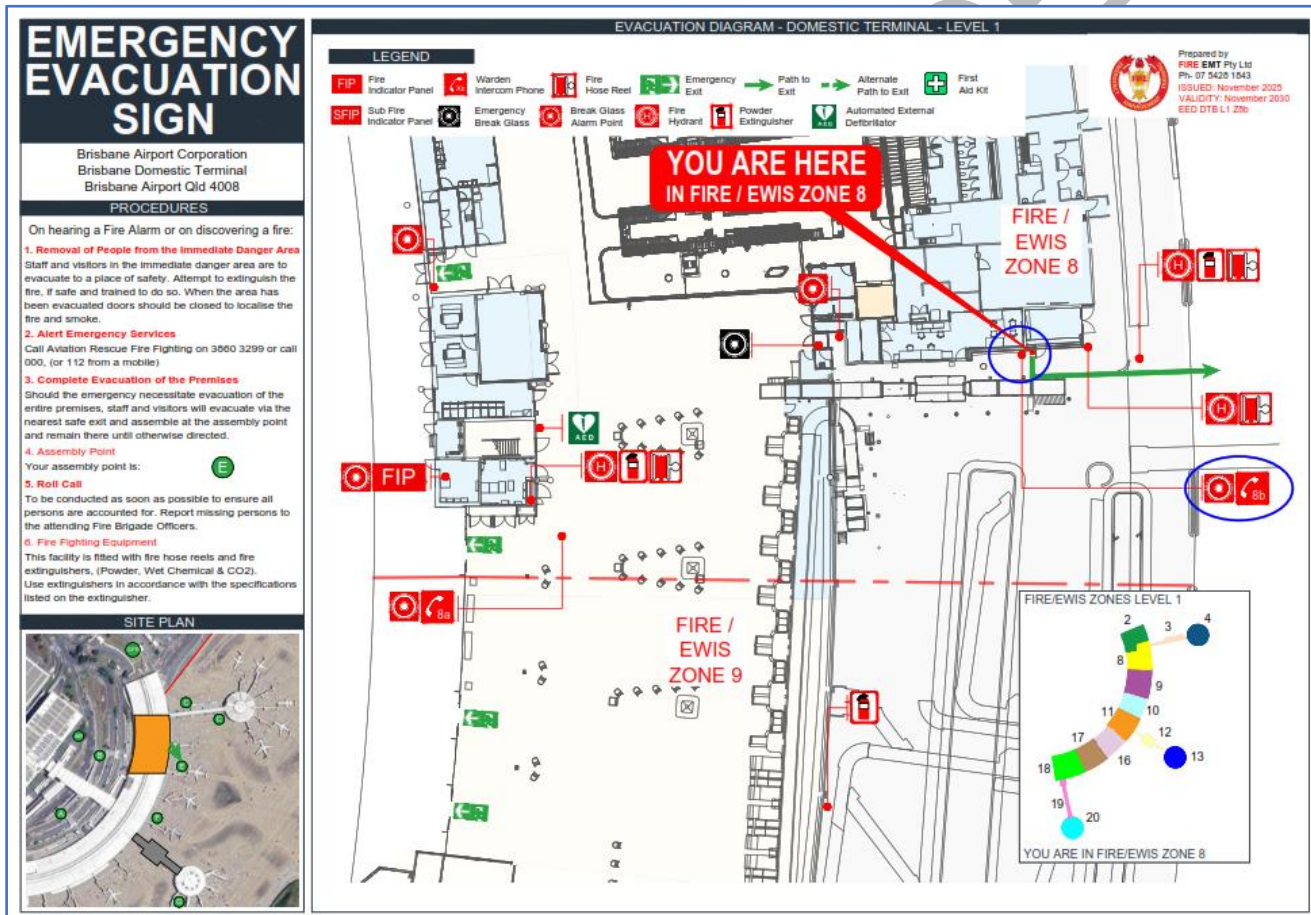 EMERGENCY
EVACUATION
SIGN
Brisbane Airport Corporation
Brisbane Domestic Terminal
Brisbane Airport Qld 4008
PROCEDURES
On hearing a Fire Alarm or on discovering a fire:
1. Removal of People from the Immediate Danger Area
Staff and visitors in the immediate danger area are to
evacuate to a place of safety. Attempt to extinguish the
fire, if safe and trained to do so. When the area has
been evacuated doors should be closed to localise the
fire and smoke.
2. Alert Emergency Services
Call Aviation Rescue Fire Fighting on 3860 3299 or call
000, (or 112 from a mobile)
3. Complete Evacuation of the Premises
Should the emergency necessitate evacuation of the
entire premises, staff and visitors will evacuate via the
nearest safe exit and assemble at the assembly point
and remain there until otherwise directed.
4. Assembly Point
Your assembly point is:
E
5. Roll Call
To be conducted as soon as possible to ensure all
persons are accounted for. Report missing persons to
the attending Fire Brigade Officers.
6. Fire Fighting Equipment
This facility is fitted with fire hose reels and fire
extinguishers, (Powder, Wet Chemical & CO2).
Use extinguishers in accordance with the specifications
listed on the extinguisher.
SITE PLAN
EVACUATION DIAGRAM - DOMESTIC TERMINAL - LEVEL 1
LEGEND
FIP Fire Indicator Panel
Warden Intercom Phone
Fire Hose Reel
Emergency Exit
Path to Exit
Alternate Path to Exit
First Aid Kit
SFIP Sub Fire Indicator Panel
Emergency Break Glass
Break Glass Alarm Point
H Fire Hydrant
Powder Extinguisher
AED Automated External Defibrillator
Prepared by
FIRE EMT Pty Ltd
Ph- 07 5428 1843
ISSUED: November 2025
VALIDITY: November 2030
EED DTB L1 Z8b
YOU ARE HERE
IN FIRE / EWIS ZONE 8
FIRE /
EWIS
ZONE 8
H
H
8b
AED
H
FIP
8a
FIRE /
EWIS
ZONE 9
FIRE/EWIS ZONES LEVEL 1
2
3
4
8
9
10
11
12
13
16
17
18
19
20
YOU ARE IN FIRE/EWIS ZONE 8